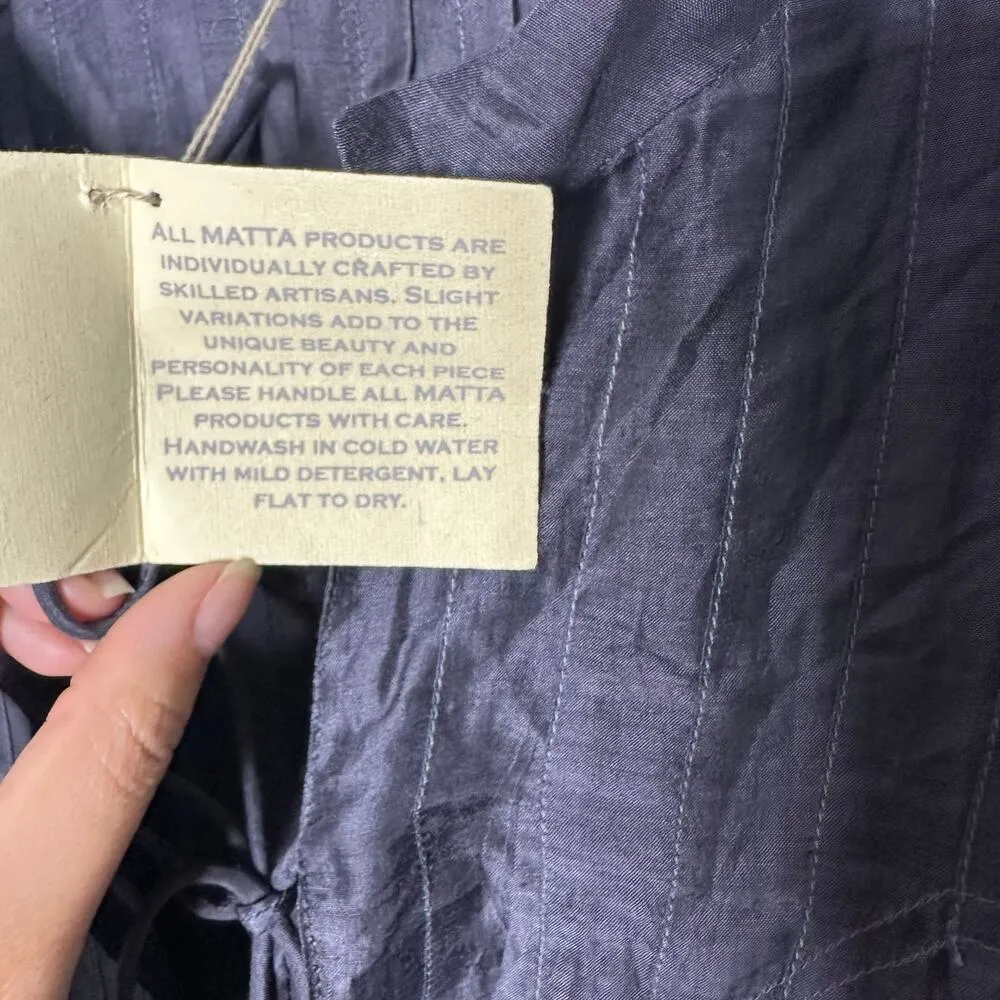 ALL MATTA PRODUCTS ARE
INDIVIDUALLY CRAFTED BY
SKILLED ARTISANS. SLIGHT
VARIATIONS ADD TO THE
UNIQUE BEAUTY AND
PERSONALITY OF EACH PIECE
PLEASE HANDLE ALL MATTA
PRODUCTS WITH CARE.
HANDWASH IN COLD WATER
WITH MILD DETERGENT, LAY
FLAT TO DRY.